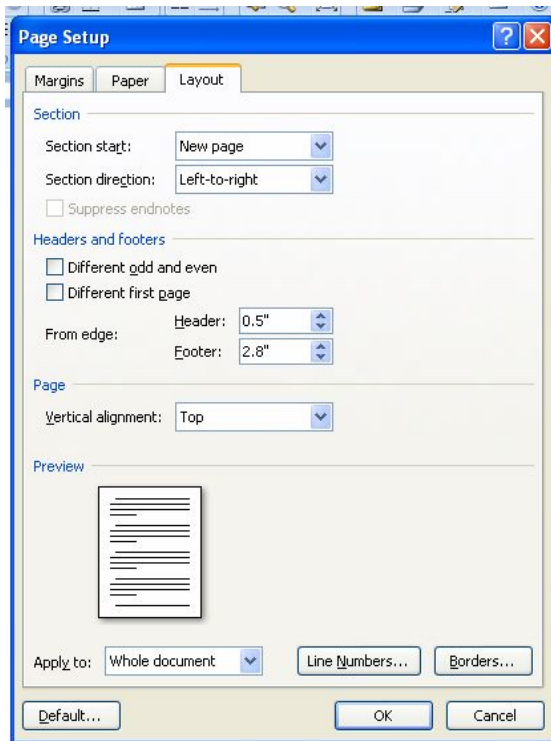 Page Setup
Margins Paper Layout
Section
Section start: New page
Section direction: Left-to-right
Suppress endnotes
Headers and footers
Different odd and even
Different first page
From edge:
Header: 0.5"
Footer: 2.8"
Page
Vertical alignment: Top
Preview
Apply to: Whole document Line Numbers... Borders...
Default... OK Cancel